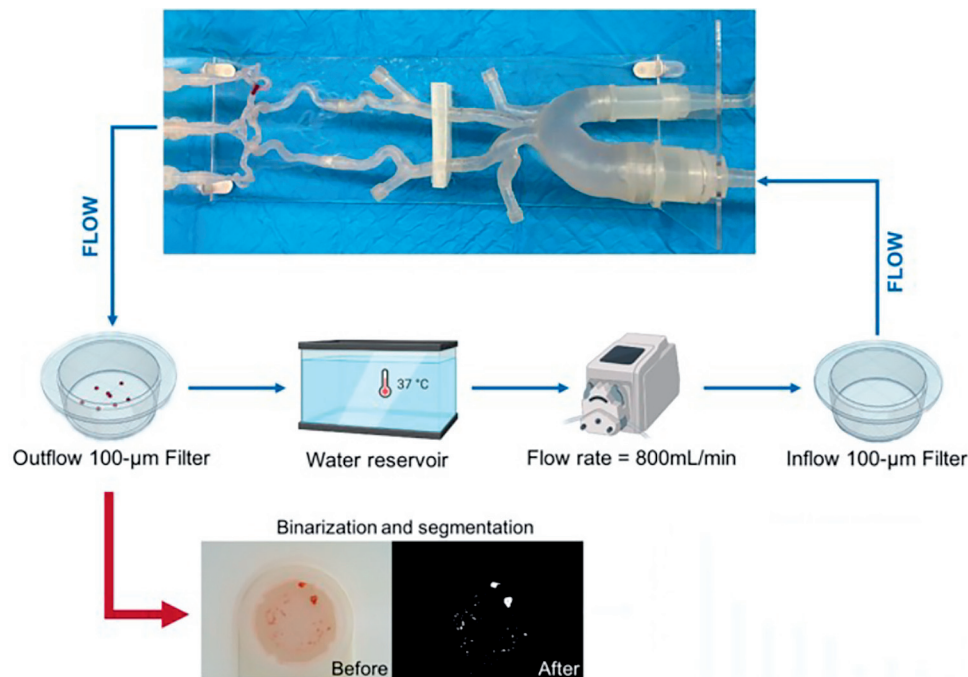 FLOW
FLOW
37 °C
Outflow 100-µm Filter
Water reservoir
Flow rate = 800mL/min
Inflow 100-µm Filter
Binarization and segmentation
Before
After